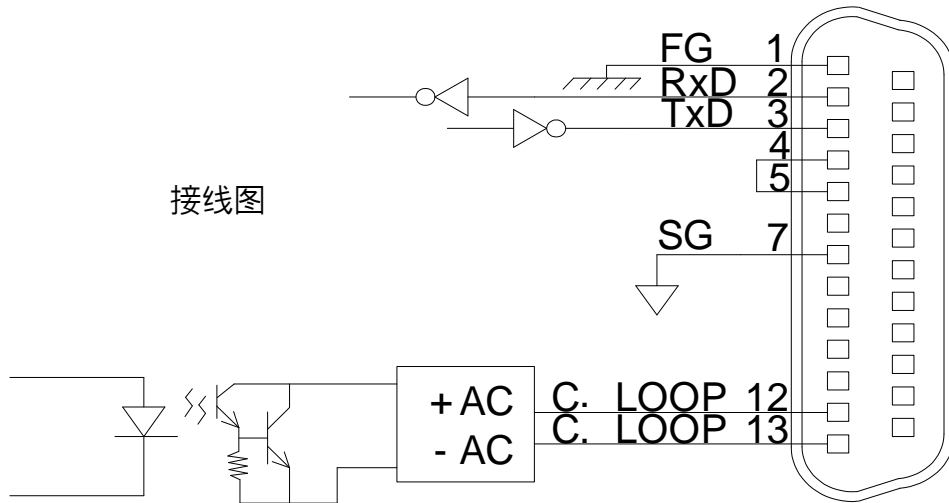 FG 1
RxD 2
TxD 3
4
5
接线图
SG 7
+ AC C. LOOP 12
- AC C. LOOP 13